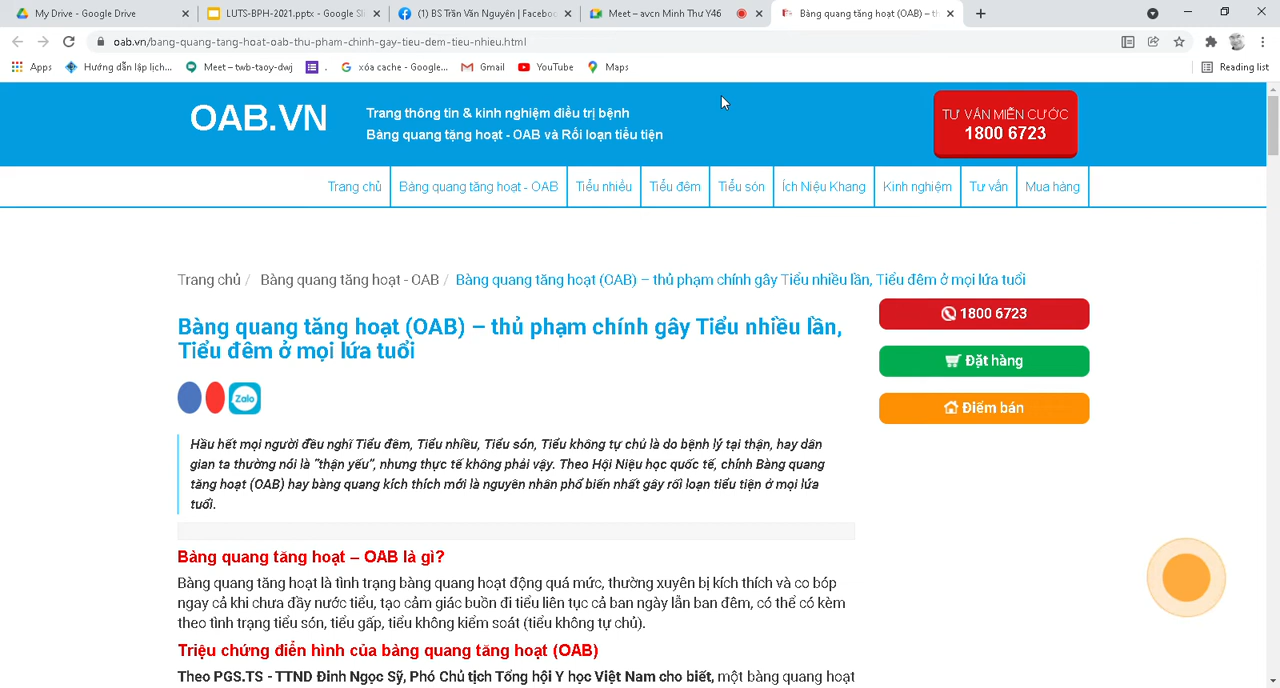 My Drive - Google Drive
LUTS-BPH-2021.pptx - Google Sl
(1) BS Trần Văn Nguyên | Facebo
Meet – avcn Minh Thư Y46
Bàng quang tăng hoạt (OAB) – th
oab.vn/bang-quang-tang-hoat-oab-thu-pham-chinh-gay-tieu-dem-tieu-nhieu.html
Apps
Hướng dẫn lập lịch...
Meet – twb-taoy-dwj
.
xóa cache - Google...
Gmail
YouTube
Maps
Reading list
OAB.VN
Trang thông tin & kinh nghiệm điều trị bệnh
Bàng quang tặng hoạt - OAB và Rối loạn tiểu tiện
TƯ VẤN MIỄN CƯỚC
1800 6723
Trang chủ
Bàng quang tăng hoạt - OAB
Tiểu nhiều
Tiểu đêm
Tiểu són
Ích Niệu Khang
Kinh nghiệm
Tư vấn
Mua hàng
Trang chủ / Bàng quang tăng hoạt - OAB / Bàng quang tăng hoạt (OAB) – thủ phạm chính gây Tiểu nhiều lần, Tiểu đêm ở mọi lứa tuổi
Bàng quang tăng hoạt (OAB) – thủ phạm chính gây Tiểu nhiều lần,
Tiểu đêm ở mọi lứa tuổi
1800 6723
Đặt hàng
Điểm bán
Zalo
Hầu hết mọi người đều nghĩ Tiểu đêm, Tiểu nhiều, Tiểu són, Tiểu không tự chủ là do bệnh lý tại thận, hay dân
gian ta thường nói là “thận yếu”, nhưng thực tế không phải vậy. Theo Hội Niệu học quốc tế, chính Bàng quang
tăng hoạt (OAB) hay bàng quang kích thích mới là nguyên nhân phổ biến nhất gây rối loạn tiểu tiện ở mọi lứa
tuổi.
Bàng quang tăng hoạt – OAB là gì?
Bàng quang tăng hoạt là tình trạng bàng quang hoạt động quá mức, thường xuyên bị kích thích và co bóp
ngay cả khi chưa đầy nước tiểu, tạo cảm giác buồn đi tiểu liên tục cả ban ngày lẫn ban đêm, có thể có kèm
theo tình trạng tiểu són, tiểu gấp, tiểu không kiểm soát (tiểu không tự chủ).
Triệu chứng điển hình của bàng quang tăng hoạt (OAB)
Theo PGS.TS - TTND Đinh Ngọc Sỹ, Phó Chủ tịch Tổng hội Y học Việt Nam cho biết, một bàng quang hoạt